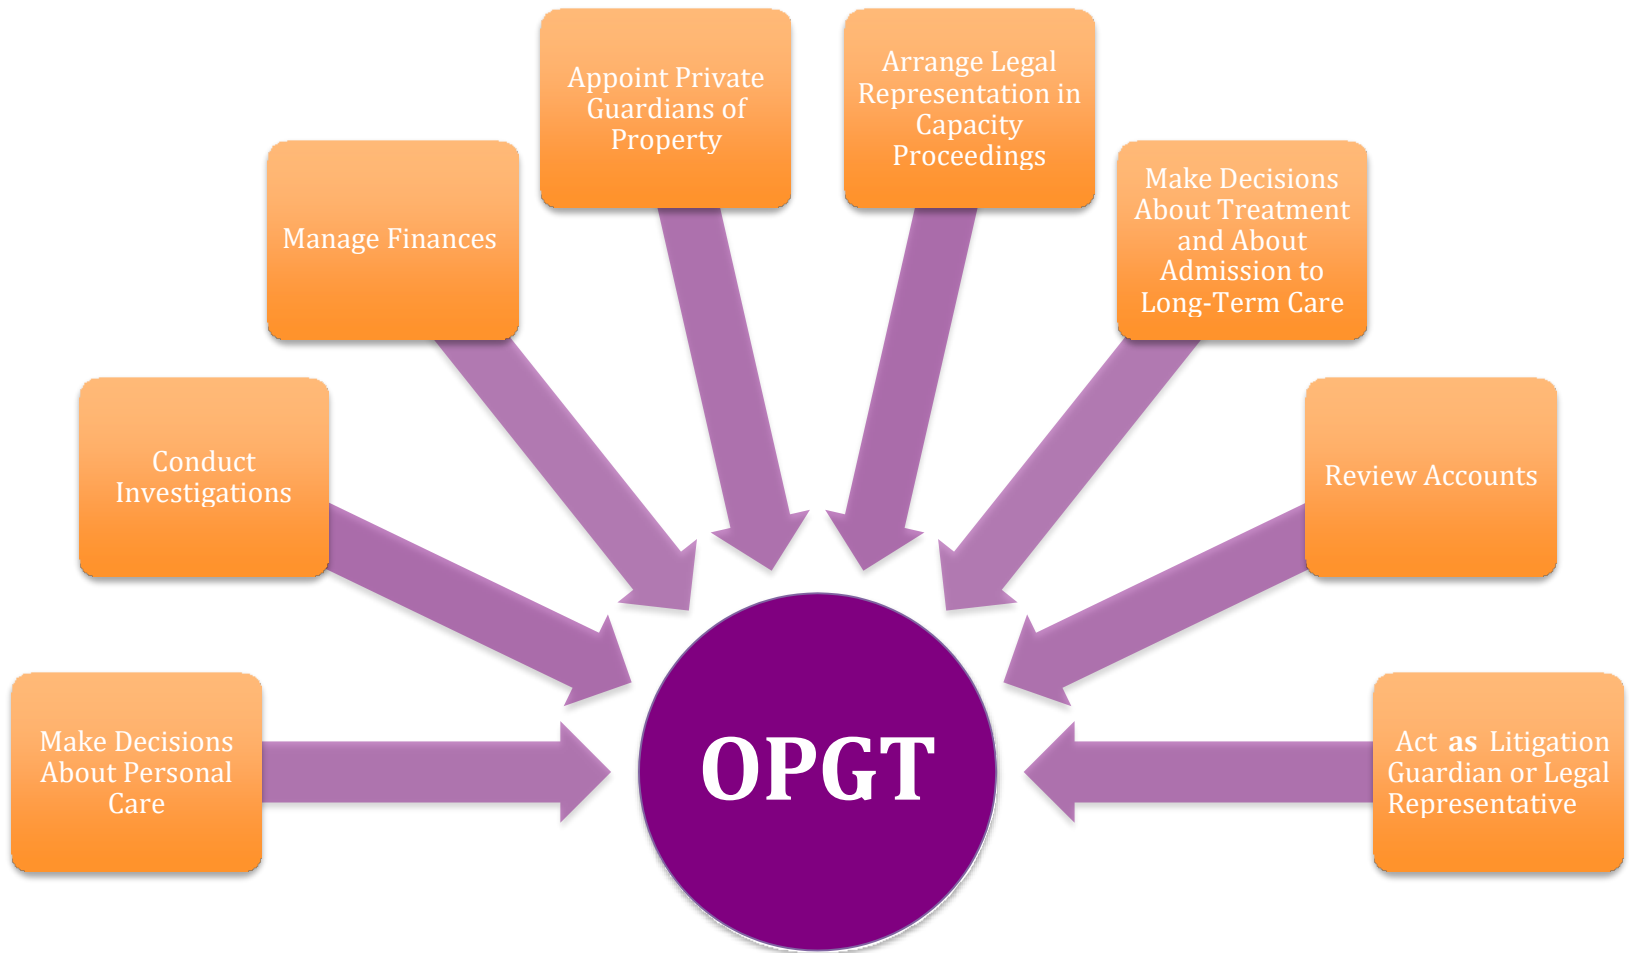 Make Decisions
About Personal
Care
Conduct
Investigations
Manage Finances
Appoint Private
Guardians of
Property
Arrange Legal
Representation in
Capacity
Proceedings
Make Decisions
About Treatment
and About
Admission to
Long-Term Care
Review Accounts
Act as Litigation
Guardian or Legal
Representative
OPGT